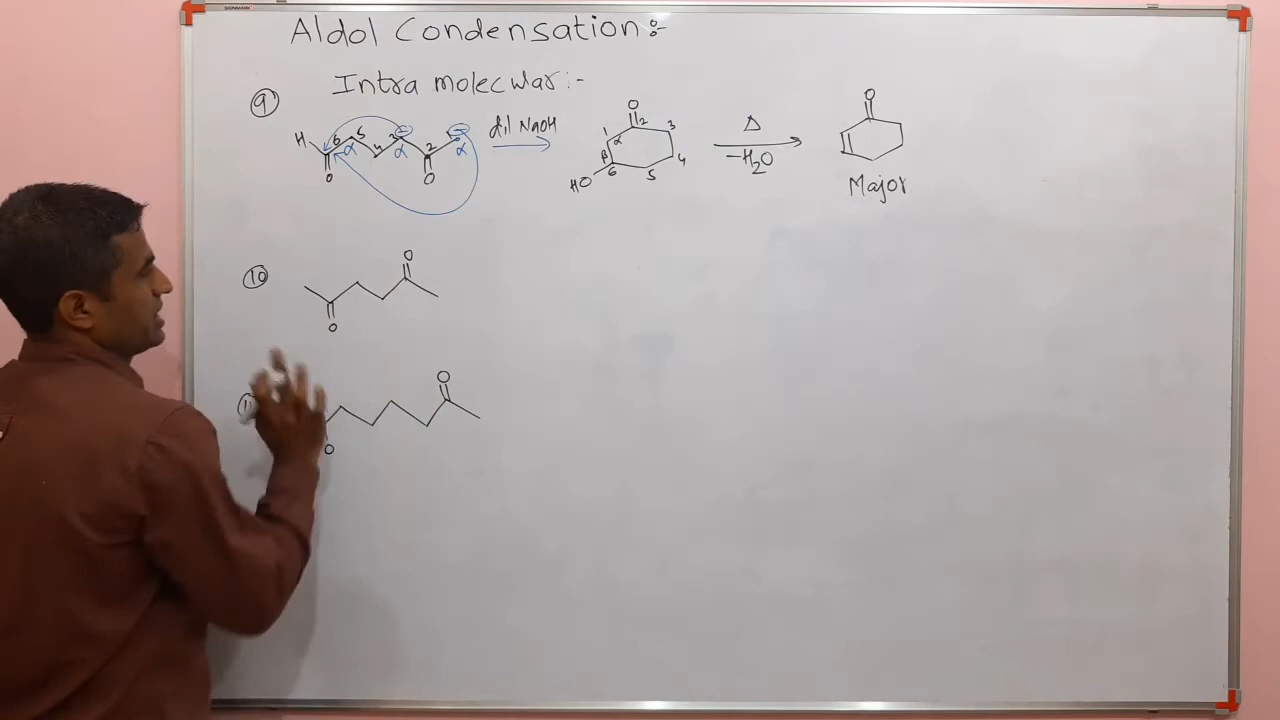 SIGNMARK
Aldol Condensation:-
Intra molecular:-
9
H 6 5 4 3 2 1 α α α O O
dil NaOH
O 1 2 3 4 5 6 α β HO
Δ
-H2O
O
Major
10
O
O
O
O